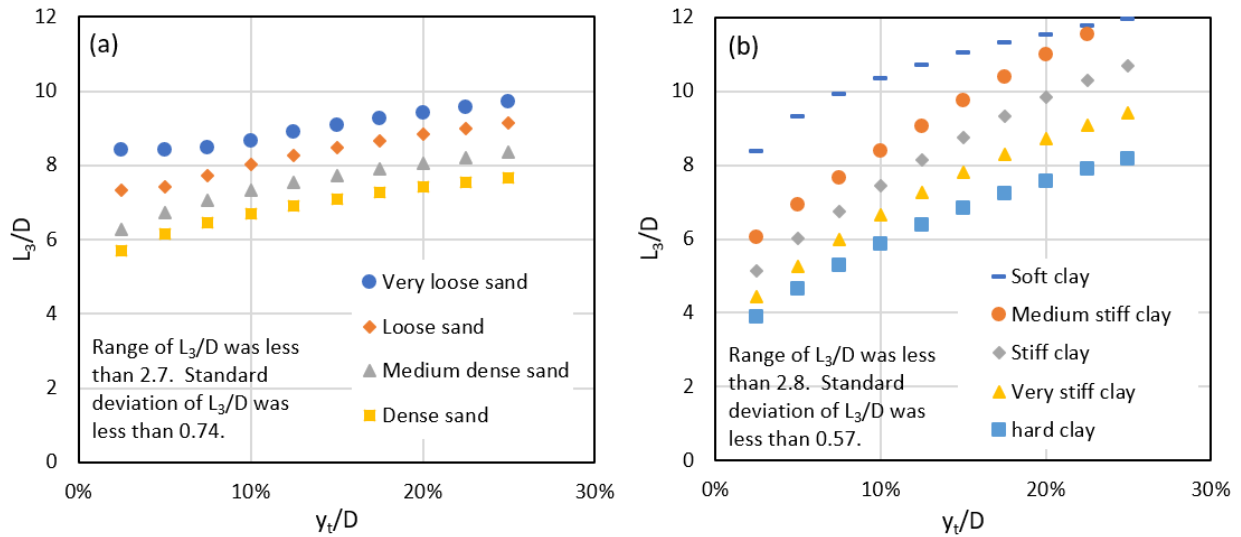 (a)
12
10
8
6
4
2
0
L3/D
Very loose sand
Loose sand
Medium dense sand
Dense sand
Range of L3/D was less
than 2.7. Standard
deviation of L3/D was
less than 0.74.
0% 10% 20% 30%
yt/D
(b)
12
10
8
6
4
2
0
L3/D
Soft clay
Medium stiff clay
Stiff clay
Very stiff clay
hard clay
Range of L3/D was less
than 2.8. Standard
deviation of L3/D was
less than 0.57.
0% 10% 20% 30%
yt/D